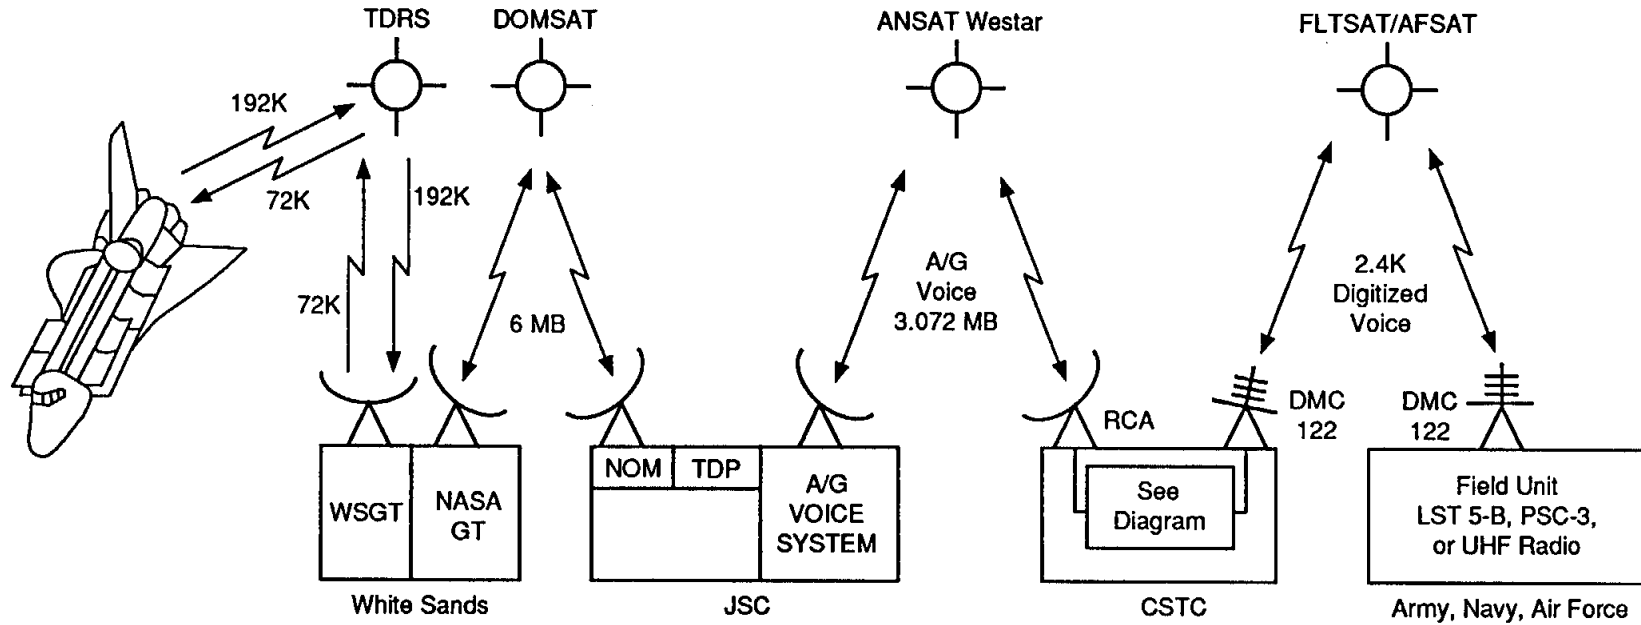 TDRS
DOMSAT
ANSAT Westar
FLTSAT/AFSAT
192K
72K
192K
72K
6 MB
A/G
Voice
3.072 MB
2.4K
Digitized
Voice
RCA
DMC
122
DMC
122
WSGT
NASA
GT
NOM
TDP
A/G
VOICE
SYSTEM
See
Diagram
Field Unit
LST 5-B, PSC-3,
or UHF Radio
White Sands
JSC
CSTC
Army, Navy, Air Force